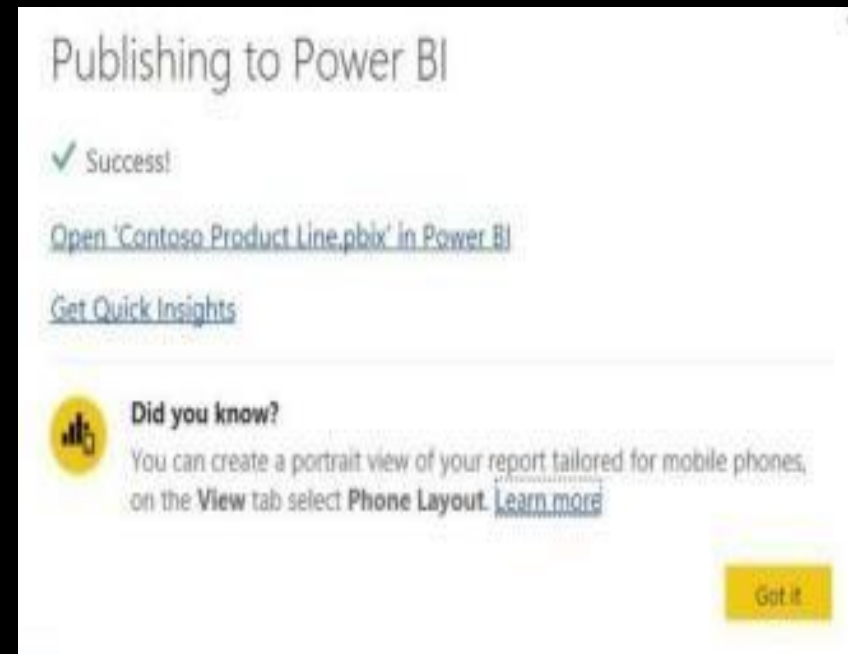 Publishing to Power BI
Success!
Open 'Contoso Product Line.pbix' in Power BI
Get Quick Insights
Did you know?
You can create a portrait view of your report tailored for mobile phones,
on the View tab select Phone Layout. Learn more
Got it